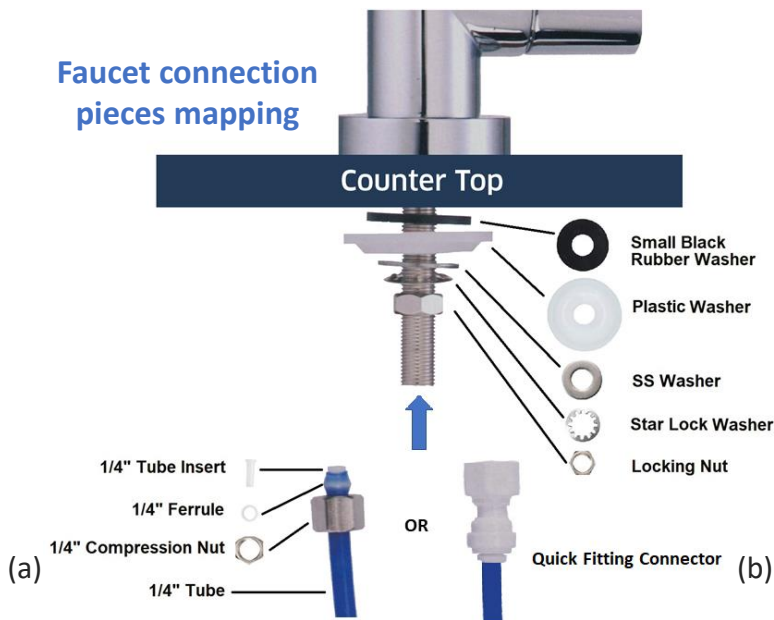 Faucet connection
pieces mapping
Counter Top
Small Black
Rubber Washer
Plastic Washer
SS Washer
Star Lock Washer
Locking Nut
1/4" Tube Insert
1/4" Ferrule
1/4" Compression Nut
1/4" Tube
(a)
OR
Quick Fitting Connector
(b)